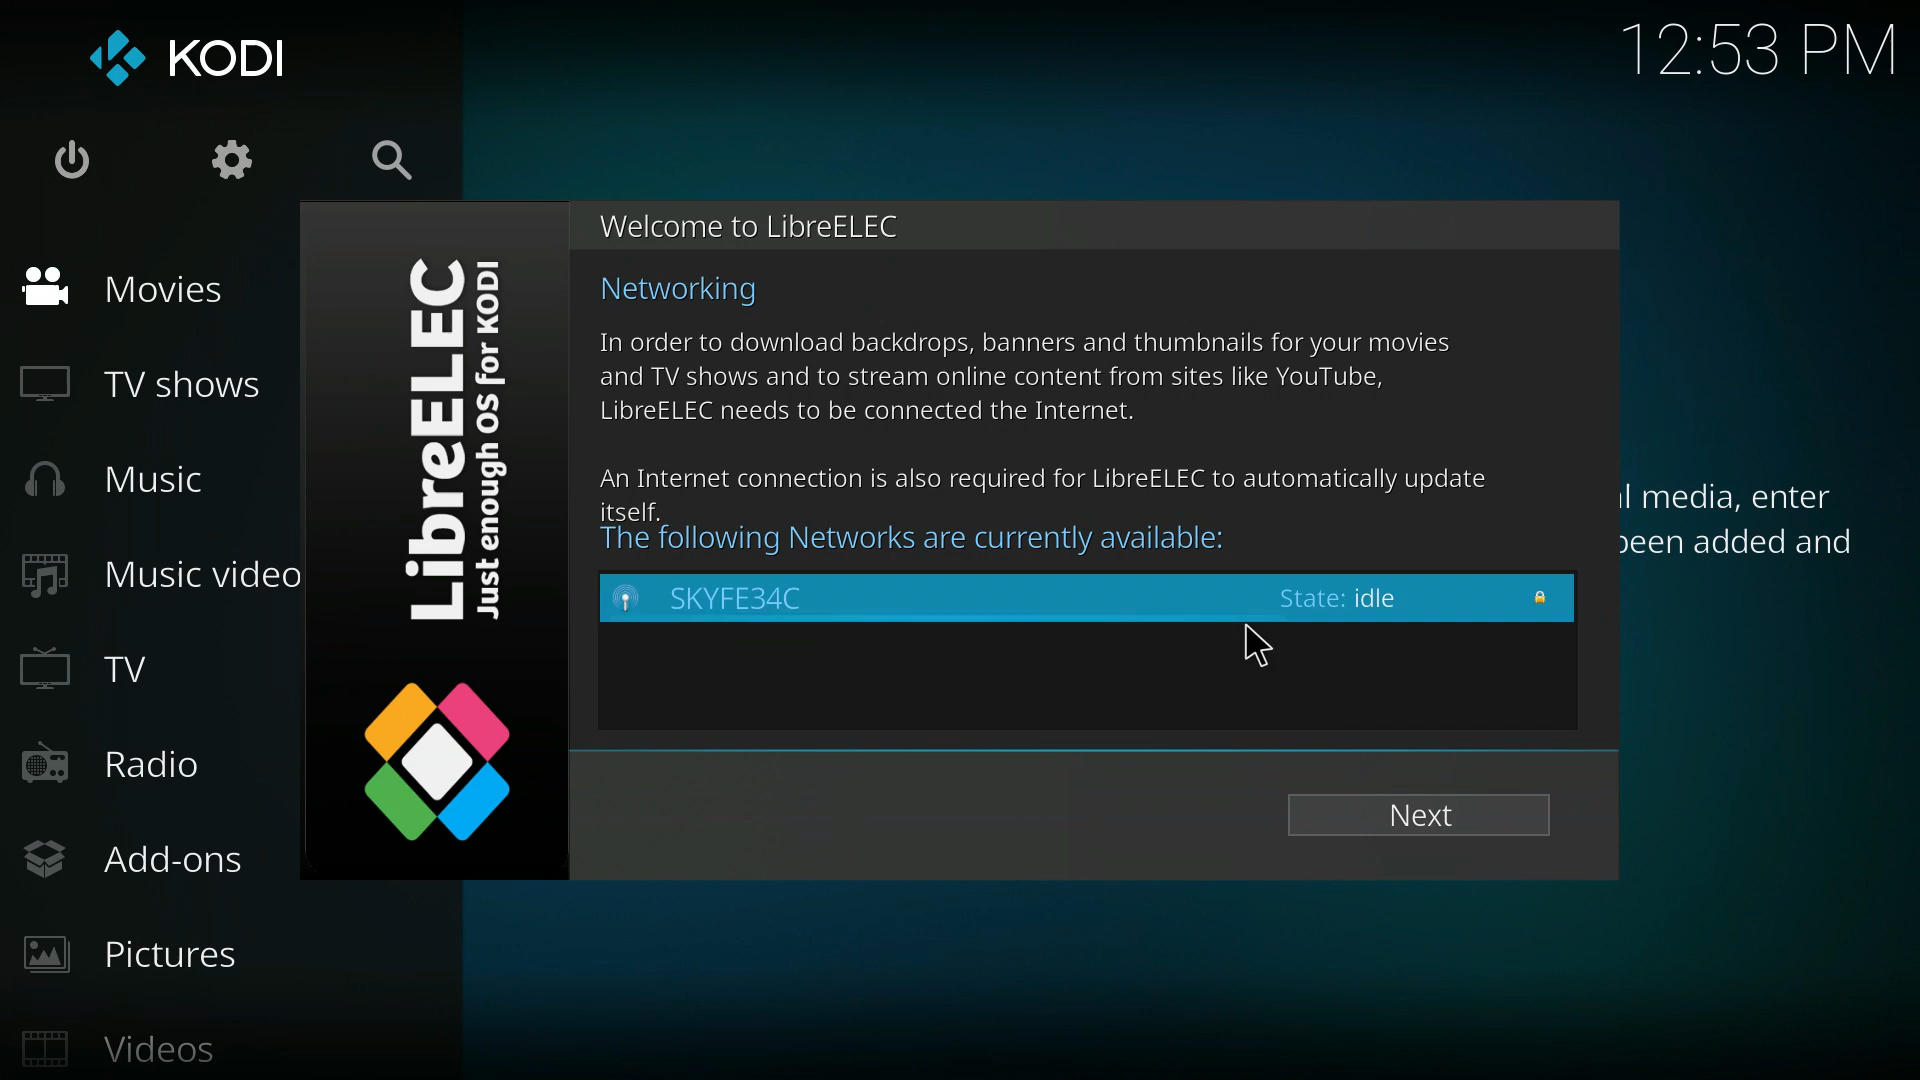 KODI
12:53 PM
Movies
TV shows
Music
Music video
TV
Radio
Add-ons
Pictures
Videos
LibreELEC
Just enough OS for KODI
Welcome to LibreELEC
Networking
In order to download backdrops, banners and thumbnails for your movies
and TV shows and to stream online content from sites like YouTube,
LibreELEC needs to be connected the Internet.
An Internet connection is also required for LibreELEC to automatically update
itself.
The following Networks are currently available:
SKYFE34C State: idle
Next
l media, enter
been added and